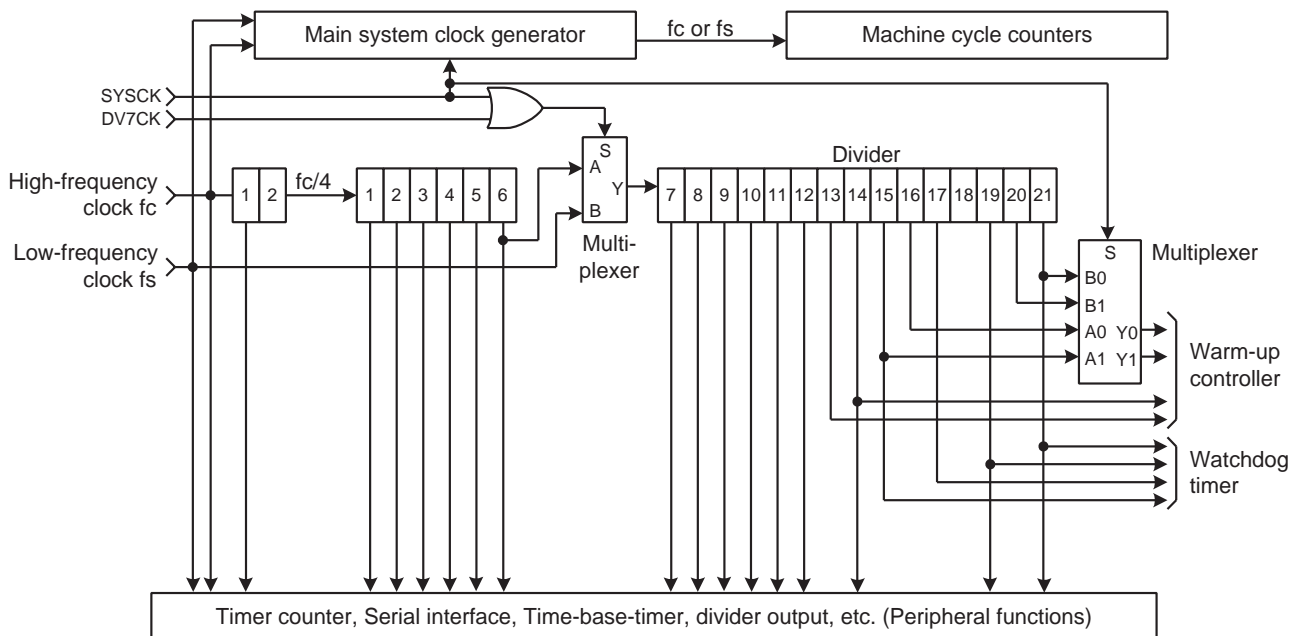 Main system clock generator
fc or fs
Machine cycle counters
SYSCK
DV7CK
High-frequency
clock fc
Low-frequency
clock fs
1 2
fc/4
1 2 3 4 5 6
S
A
B
Y
Multi-
plexer
Divider
7 8 9 10 11 12 13 14 15 16 17 18 19 20 21
S
B0
B1
A0 Y0
A1 Y1
Multiplexer
Warm-up
controller
Watchdog
timer
Timer counter, Serial interface, Time-base-timer, divider output, etc. (Peripheral functions)